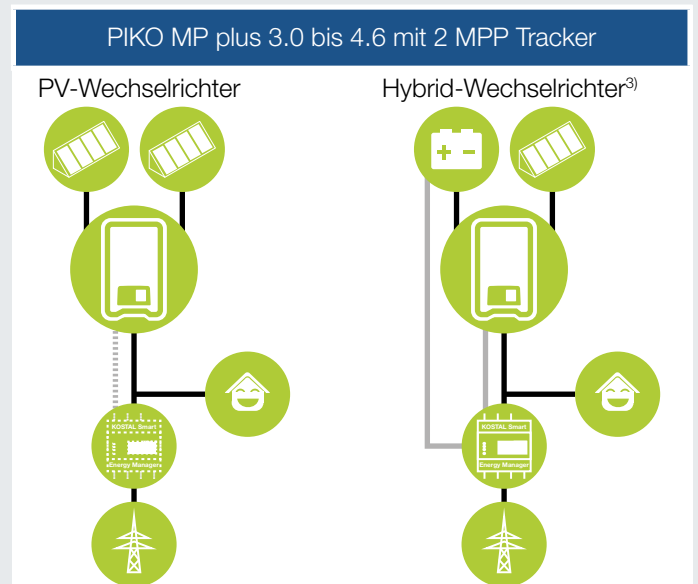 PIKO MP plus 3.0 bis 4.6 mit 2 MPP Tracker
PV-Wechselrichter
Hybrid-Wechselrichter³⁾
+ -
KOSTAL Smart
Energy Manager
KOSTAL Smart
Energy Manager